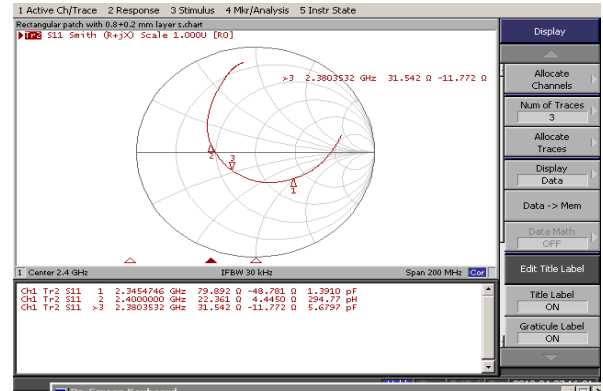 1 Active Ch/Trace 2 Response 3 Stimulus 4 Mkr/Analysis 5 Instr State
Rectangular patch with 0.8+0.2 mm layer s.chart
Tr2 S11 Smith (R+jX) Scale 1.000U [R0]
>3 2.3803532 GHz 31.542 Ω -11.772 Ω
2
3
1
1 Center 2.4 GHz IFBW 30 kHz Span 200 MHz Cor
Ch1 Tr2 S11 1 2.3454746 GHz 79.892 Ω -48.781 Ω 1.3910 pF
Ch1 Tr2 S11 2 2.4000000 GHz 22.361 Ω 4.4450 Ω 294.77 pH
Ch1 Tr2 S11 >3 2.3803532 GHz 31.542 Ω -11.772 Ω 5.6797 pF
Display
Allocate
Channels
Num of Traces
3
Allocate
Traces
Display
Data
Data -> Mem
Data Math
OFF
Edit Title Label
Title Label
ON
Graticule Label
ON